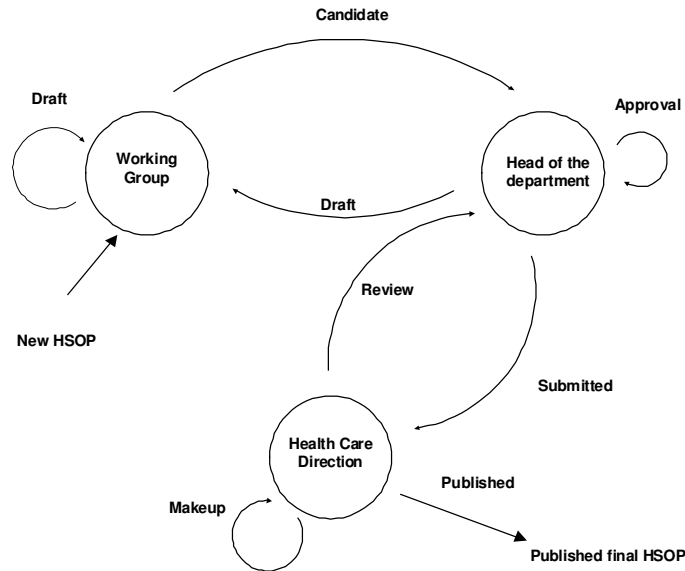 Candidate
Draft
Approval
Working
Group
Head of the
department
Draft
Review
New HSOP
Submitted
Health Care
Direction
Published
Makeup
Published final HSOP